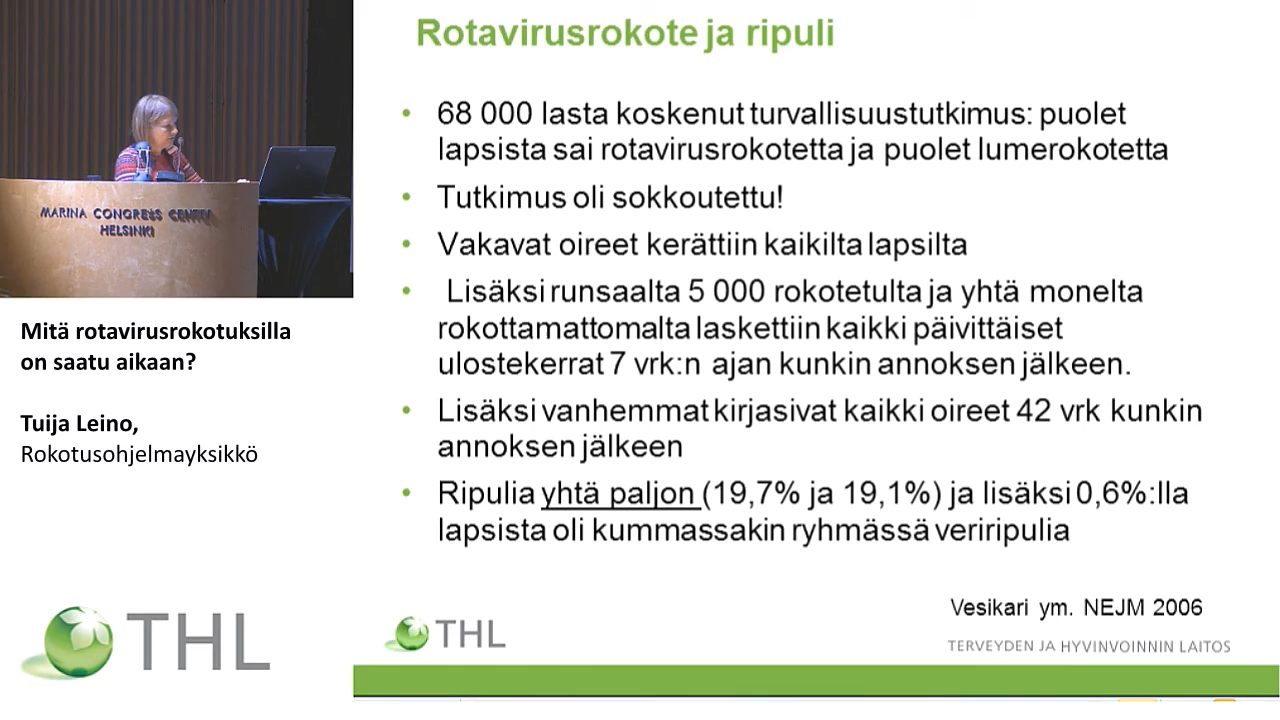 MARINA CONGRESS CENTER
HELSINKI
Mitä rotavirusrokotuksilla
on saatu aikaan?
Tuija Leino,
Rokotusohjelmayksikkö
THL
Rotavirusrokote ja ripuli
• 68 000 lasta koskenut turvallisuustutkimus: puolet
lapsista sai rotavirusrokotetta ja puolet lumerokotetta
• Tutkimus oli sokkoutettu!
• Vakavat oireet kerättiin kaikilta lapsilta
• Lisäksi runsaalta 5 000 rokotetulta ja yhtä monelta
rokottamattomalta laskettiin kaikki päivittäiset
ulostekerrat 7 vrk:n ajan kunkin annoksen jälkeen.
• Lisäksi vanhemmat kirjasivat kaikki oireet 42 vrk kunkin
annoksen jälkeen
• Ripulia yhtä paljon (19,7% ja 19,1%) ja lisäksi 0,6%:lla
lapsista oli kummassakin ryhmässä veriripulia
Vesikari ym. NEJM 2006
THL
TERVEYDEN JA HYVINVOINNIN LAITOS